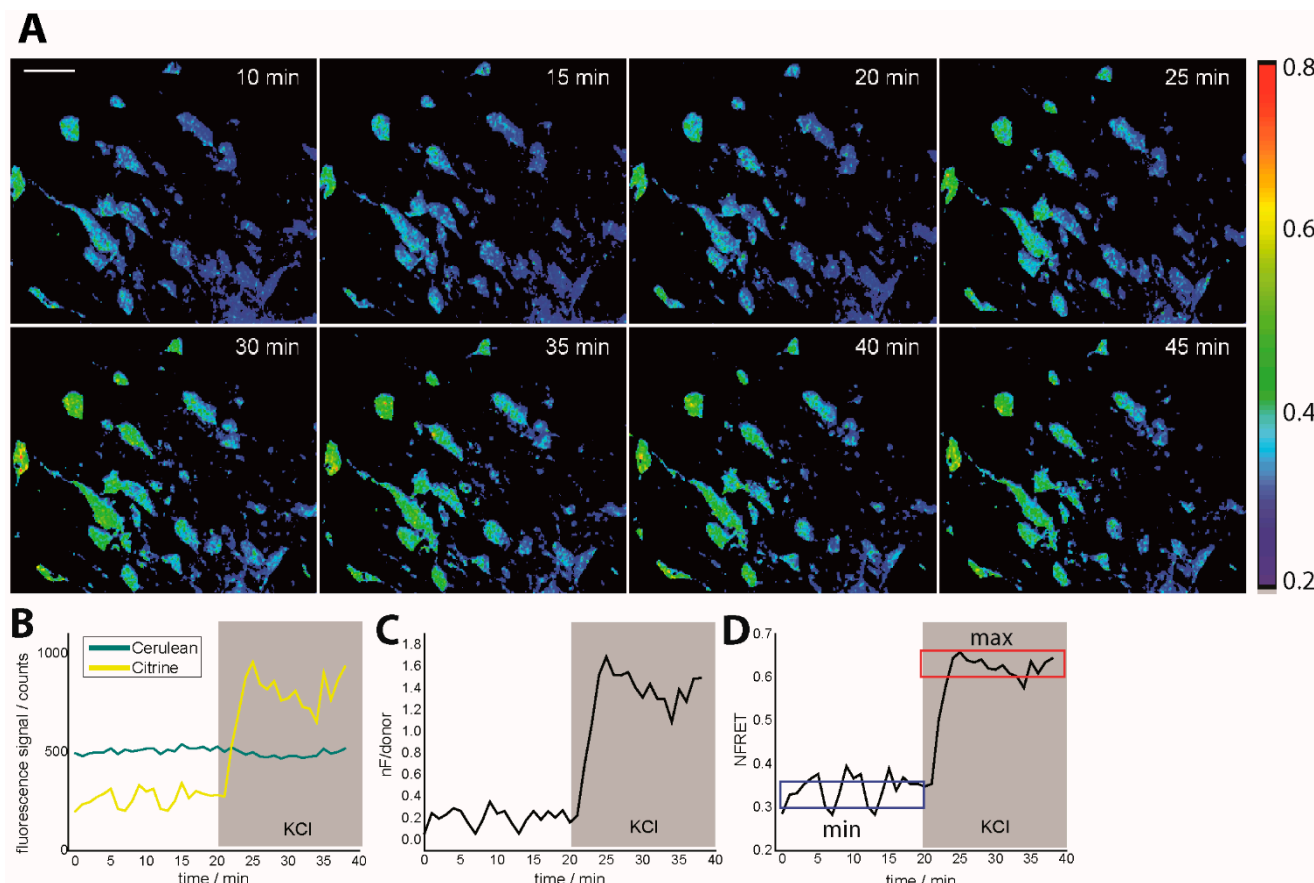 A
10 min
15 min
20 min
25 min
0.8
0.6
0.4
0.2
30 min
35 min
40 min
45 min
B
Cerulean
Citrine
1000
500
0
fluorescence signal / counts
KCl
0 5 10 15 20 25 30 35 40
time / min
C
1.8
1.6
1.4
1.2
1.0
0.8
0.6
0.4
0.2
0.0
nF/donor
KCl
0 5 10 15 20 25 30 35 40
time / min
D
0.7
0.6
0.5
0.4
0.3
0.2
NFRET
max
min
KCl
0 5 10 15 20 25 30 35 40
time / min